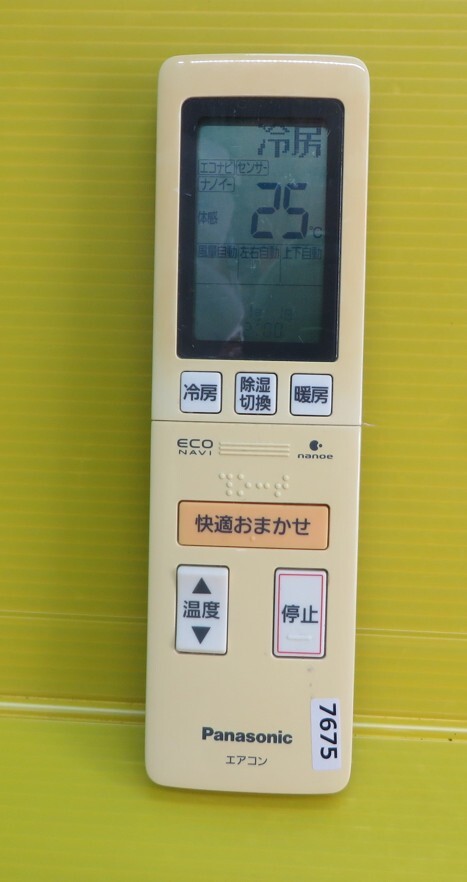 冷房
エコナビ センサー
ナノイー
体感 25℃
風量自動 左右自動 上下自動
冷房 除湿切換 暖房
ECO NAVI nanoe
快適おまかせ
▲
温度 停止
▼
Panasonic
エアコン
7675